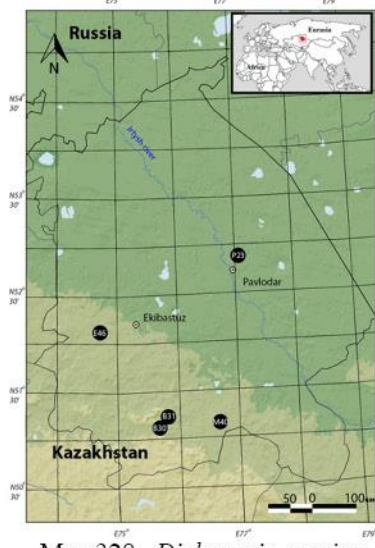 E75° E77° E79°
Russia
Eurasia
Africa
N
N54°
30'
Irtysh river
N53°
30'
P23
N52°
30'
Pavlodar
Ekibastuz
E46
N51°
30'
B31
B30
M40
Kazakhstan
N50°
30'
50 0 100 km
E75° E77° E79°